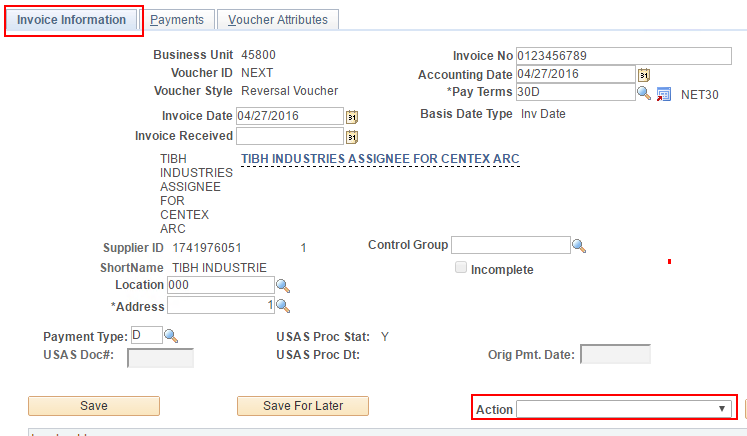 Invoice Information Payments Voucher Attributes
Business Unit 45800 Invoice No 0123456789
Voucher ID NEXT Accounting Date 04/27/2016 31
Voucher Style Reversal Voucher *Pay Terms 30D NET30
Invoice Date 04/27/2016 31 Basis Date Type Inv Date
Invoice Received 31
TIBH TIBH INDUSTRIES ASSIGNEE FOR CENTEX ARC
INDUSTRIES
ASSIGNEE
FOR
CENTEX
ARC
Supplier ID 1741976051 1 Control Group
ShortName TIBH INDUSTRIE Incomplete
Location 000
*Address 1
Payment Type: D USAS Proc Stat: Y
USAS Doc#: USAS Proc Dt: Orig Pmt. Date:
Save Save For Later Action